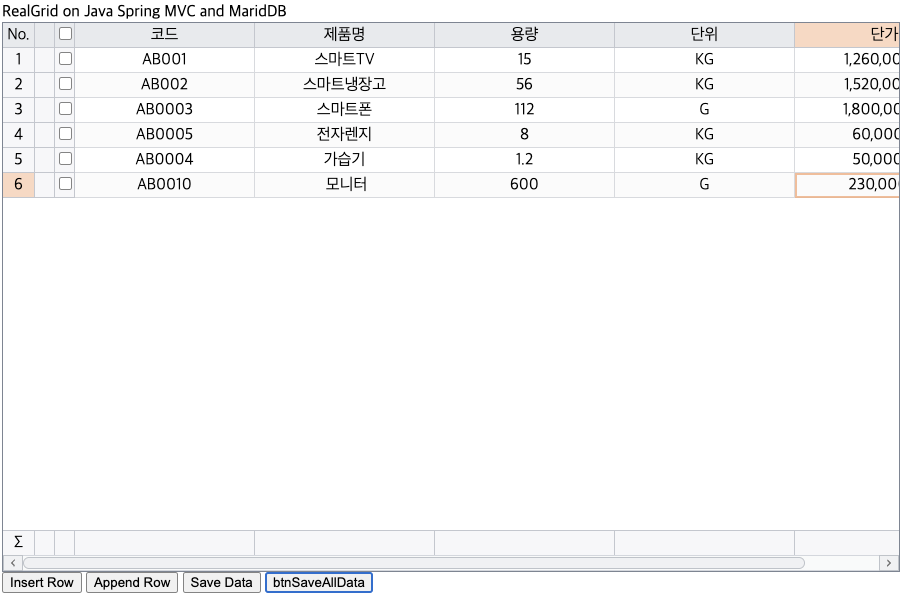 RealGrid on Java Spring MVC and MaridDB
No. 코드 제품명 용량 단위 단가
1 AB001 스마트TV 15 KG 1,260,00
2 AB002 스마트냉장고 56 KG 1,520,00
3 AB0003 스마트폰 112 G 1,800,00
4 AB0005 전자렌지 8 KG 60,000
5 AB0004 가습기 1.2 KG 50,000
6 AB0010 모니터 600 G 230,00
Σ
Insert Row Append Row Save Data btnSaveAllData